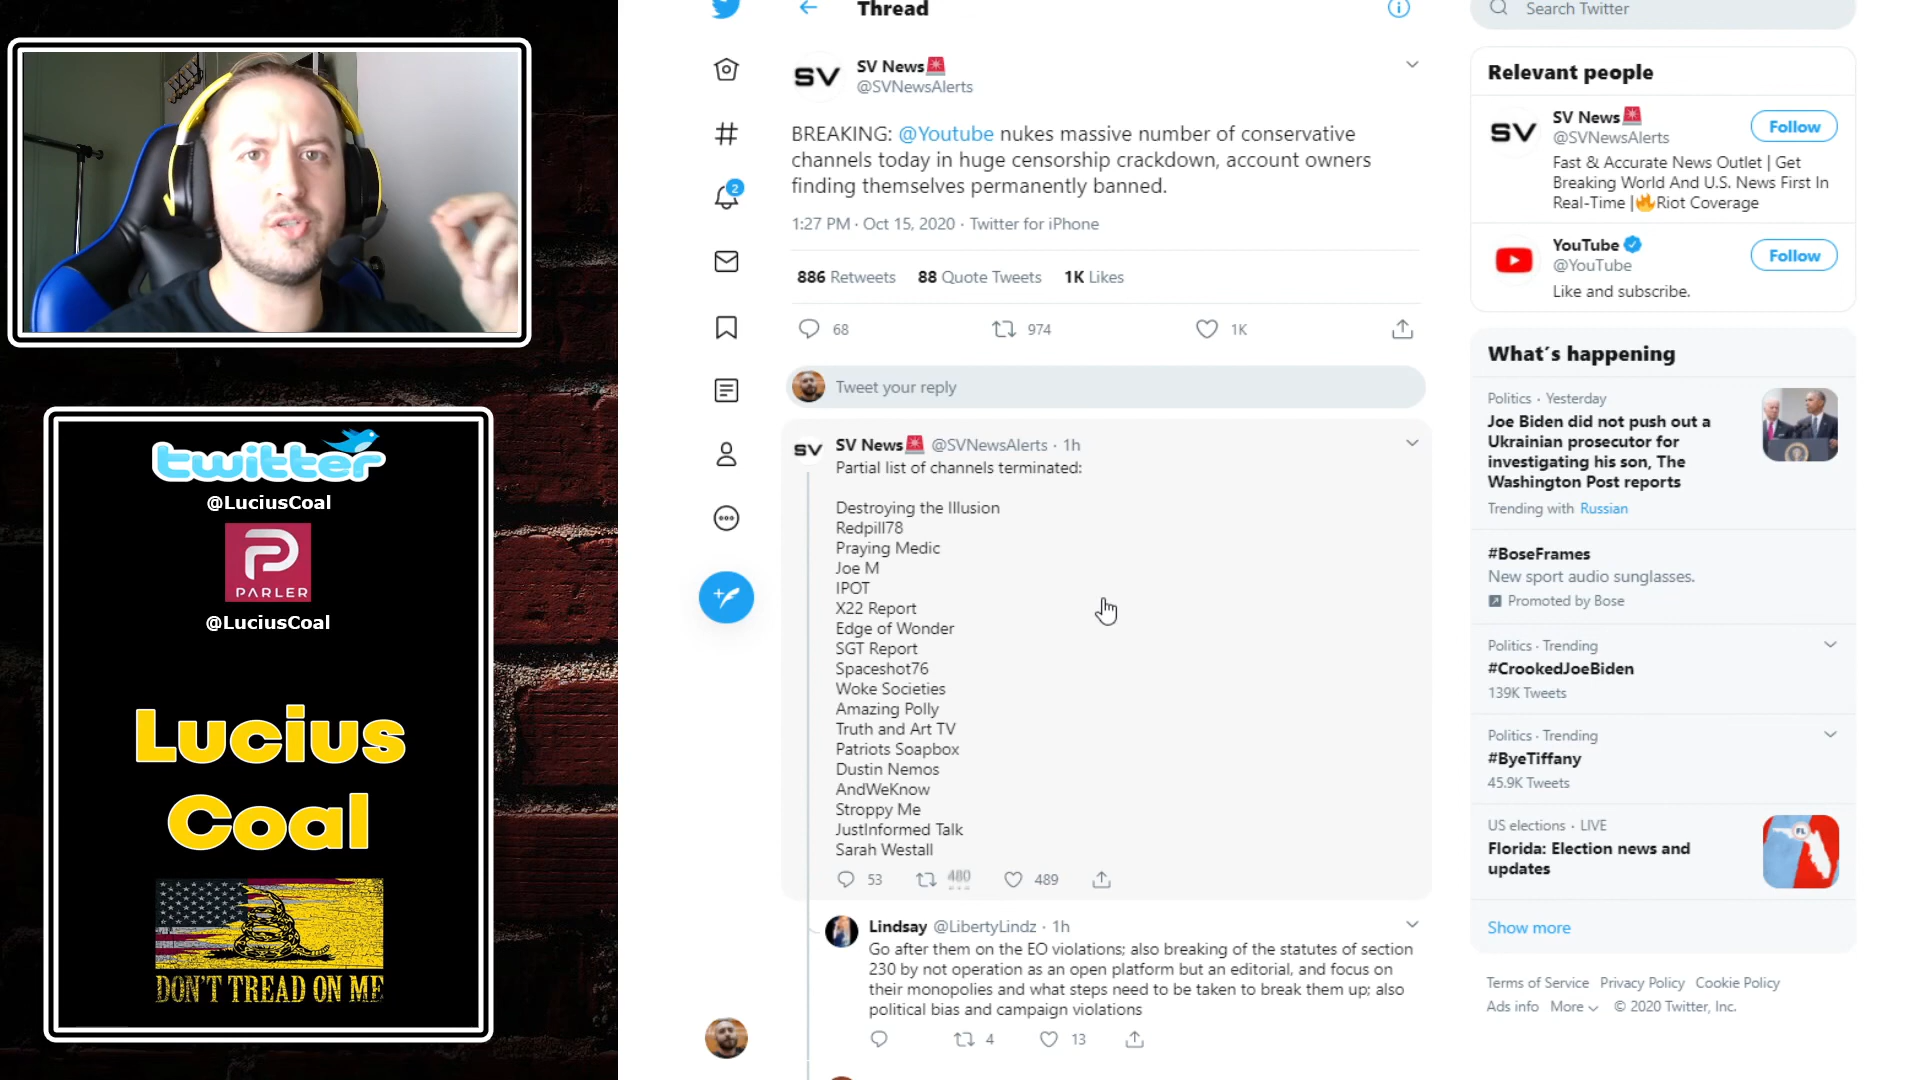 twitter
@LuciusCoal
PARLER
@LuciusCoal
Lucius
Coal
DON'T TREAD ON ME
Thread
SV
SV News
@SVNewsAlerts
BREAKING: @Youtube nukes massive number of conservative
channels today in huge censorship crackdown, account owners
finding themselves permanently banned.
1:27 PM · Oct 15, 2020 · Twitter for iPhone
886 Retweets 88 Quote Tweets 1K Likes
68 974 1K
Tweet your reply
2
SV
SV News @SVNewsAlerts · 1h
Partial list of channels terminated:
Destroying the Illusion
Redpill78
Praying Medic
Joe M
IPOT
X22 Report
Edge of Wonder
SGT Report
Spaceshot76
Woke Societies
Amazing Polly
Truth and Art TV
Patriots Soapbox
Dustin Nemos
AndWeKnow
Stroppy Me
JustInformed Talk
Sarah Westall
53 480 489
Lindsay @LibertyLindz · 1h
Go after them on the EO violations; also breaking of the statutes of section
230 by not operation as an open platform but an editorial, and focus on
their monopolies and what steps need to be taken to break them up; also
political bias and campaign violations
4 13
Search Twitter
Relevant people
SV
SV News
@SVNewsAlerts
Follow
Fast & Accurate News Outlet | Get
Breaking World And U.S. News First In
Real-Time |🔥Riot Coverage
YouTube
@YouTube
Follow
Like and subscribe.
What's happening
Politics · Yesterday
Joe Biden did not push out a
Ukrainian prosecutor for
investigating his son, The
Washington Post reports
Trending with Russian
#BoseFrames
New sport audio sunglasses.
Promoted by Bose
Politics · Trending
#CrookedJoeBiden
139K Tweets
Politics · Trending
#ByeTiffany
45.9K Tweets
US elections · LIVE
Florida: Election news and
updates
FL
Show more
Terms of Service Privacy Policy Cookie Policy
Ads info More © 2020 Twitter, Inc.